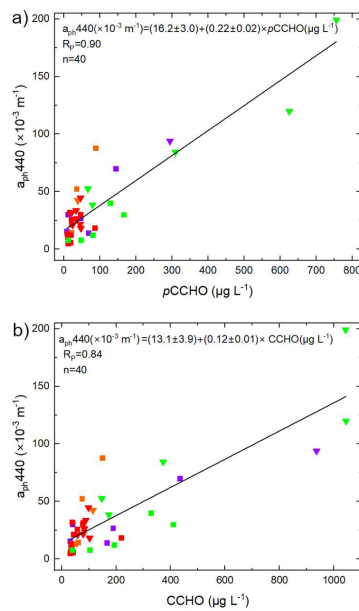 a)
a_ph440(×10⁻³ m⁻¹)=(16.2±3.0)+(0.22±0.02)×pCCHO(µg L⁻¹)
R_P=0.90
n=40
200
150
100
50
0
a_ph440 (×10⁻³ m⁻¹)
0 100 200 300 400 500 600 700 800
pCCHO (µg L⁻¹)
b)
a_ph440(×10⁻³ m⁻¹)=(13.1±3.9)+(0.12±0.01)× CCHO(µg L⁻¹)
R_P=0.84
n=40
200
150
100
50
0
a_ph440 (×10⁻³ m⁻¹)
0 200 400 600 800 1000
CCHO (µg L⁻¹)